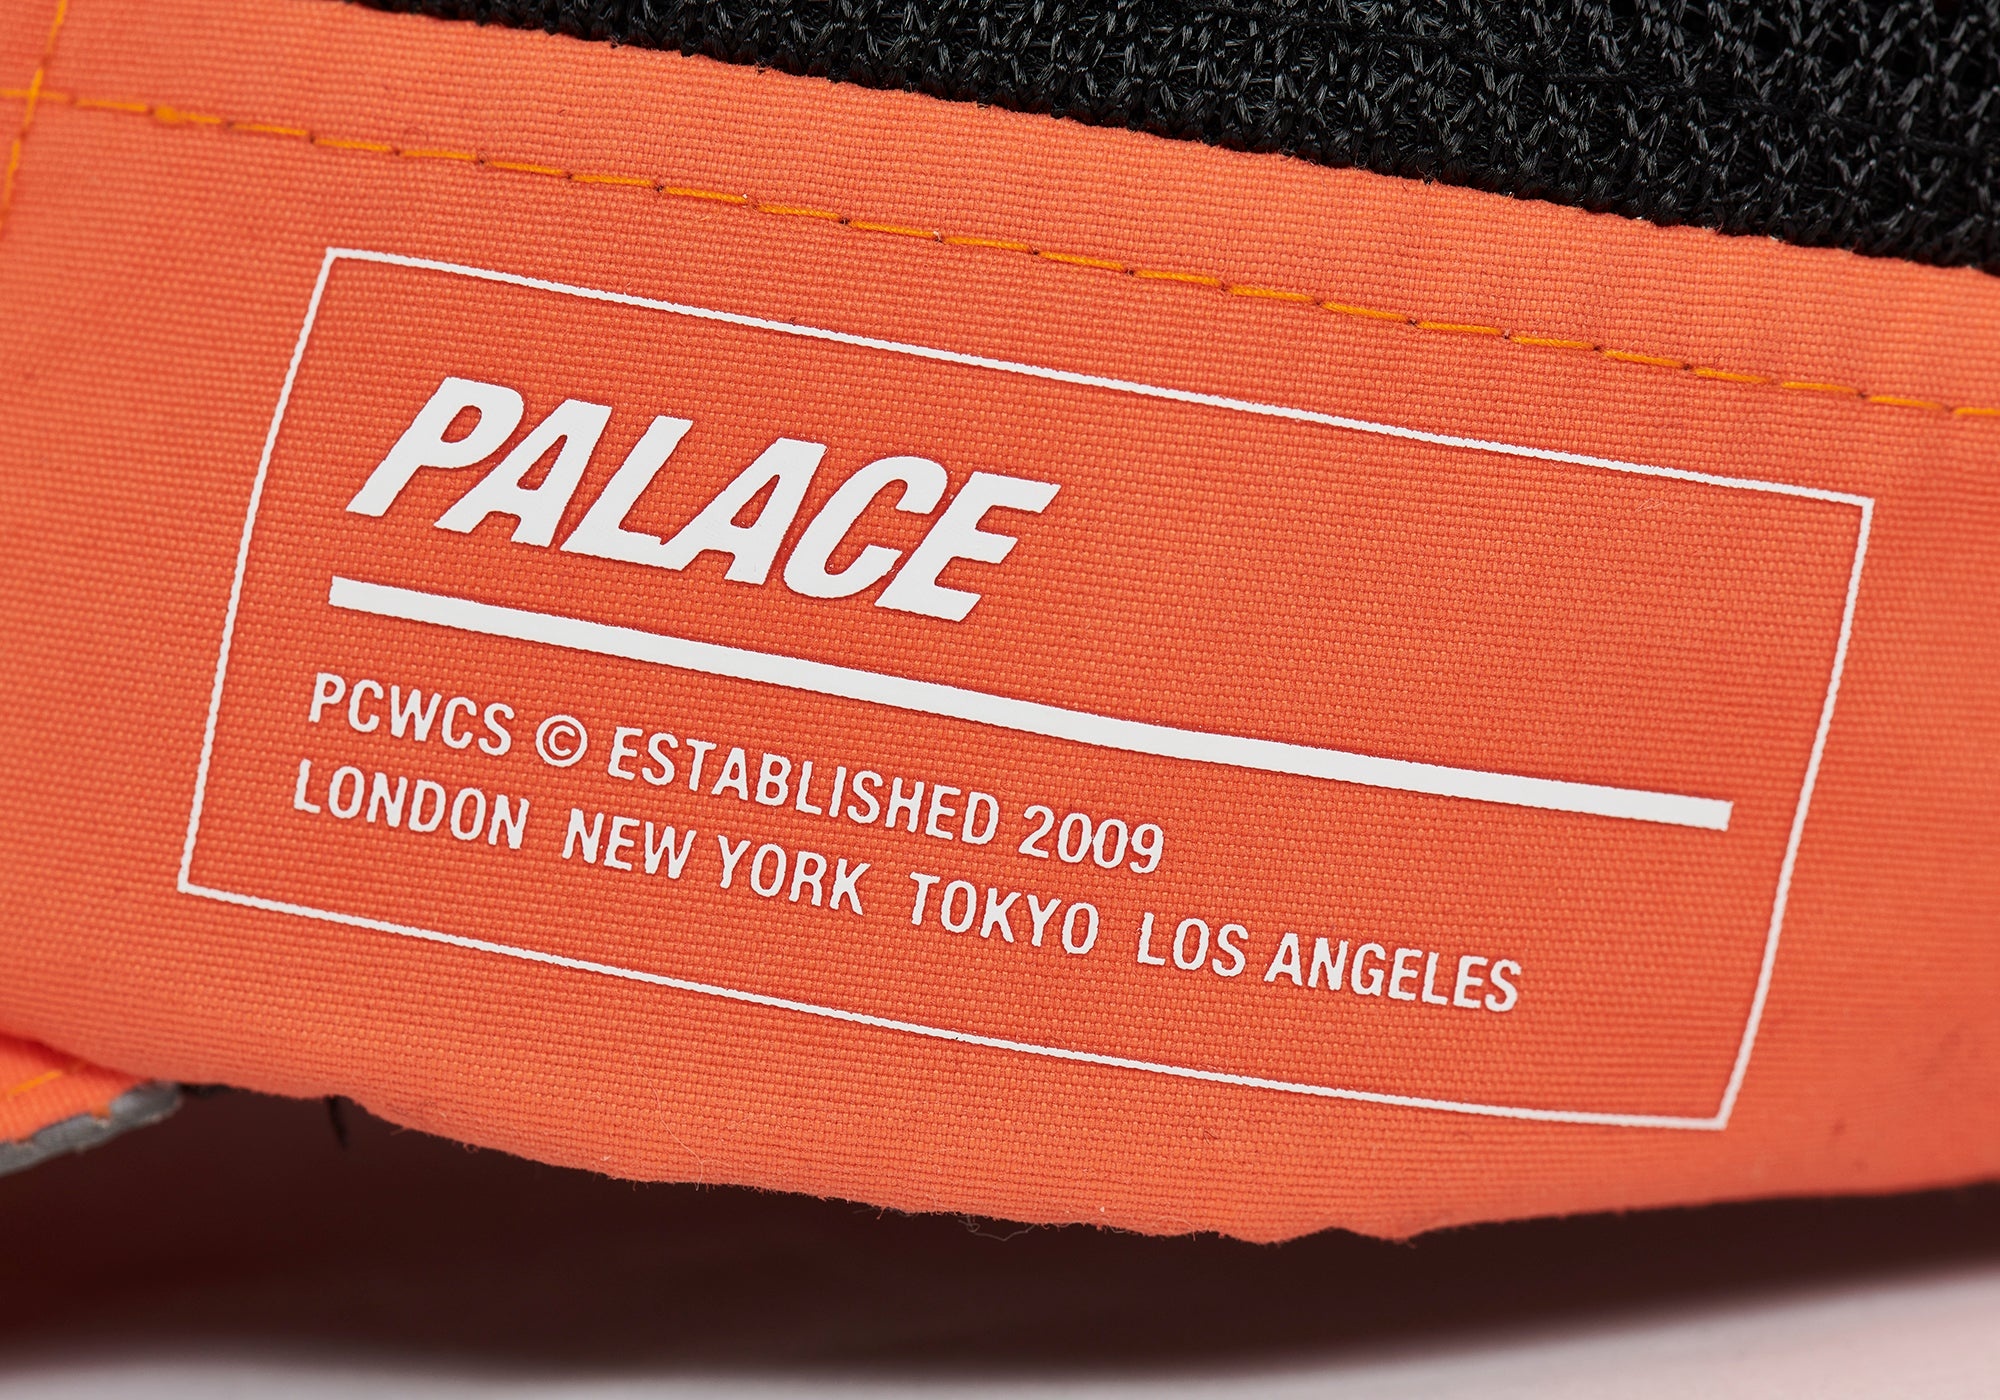 PALACE
PCWCS © ESTABLISHED 2009
LONDON NEW YORK TOKYO LOS ANGELES